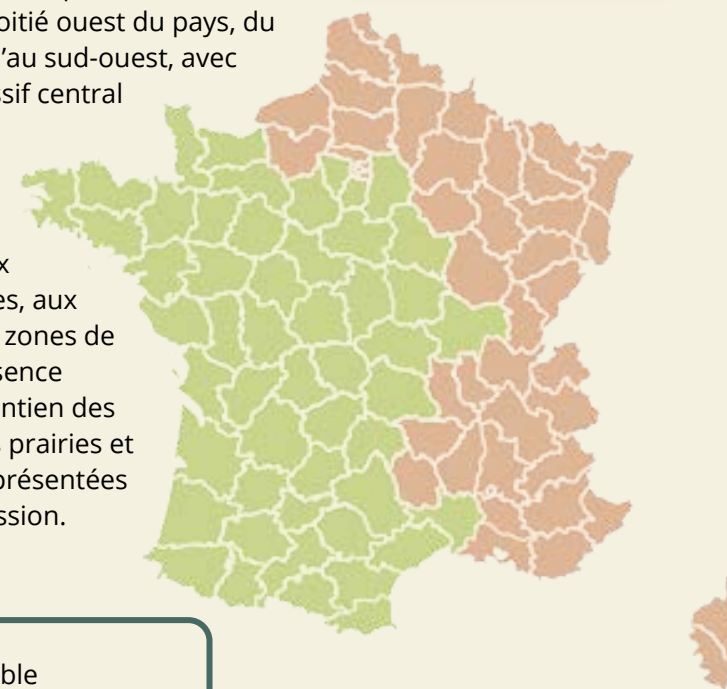 oitié ouest du pays, du
'au sud-ouest, avec
sif central
x
es, aux
zones de
sence
ntien des
prairies et
présentées
ssion.
ble